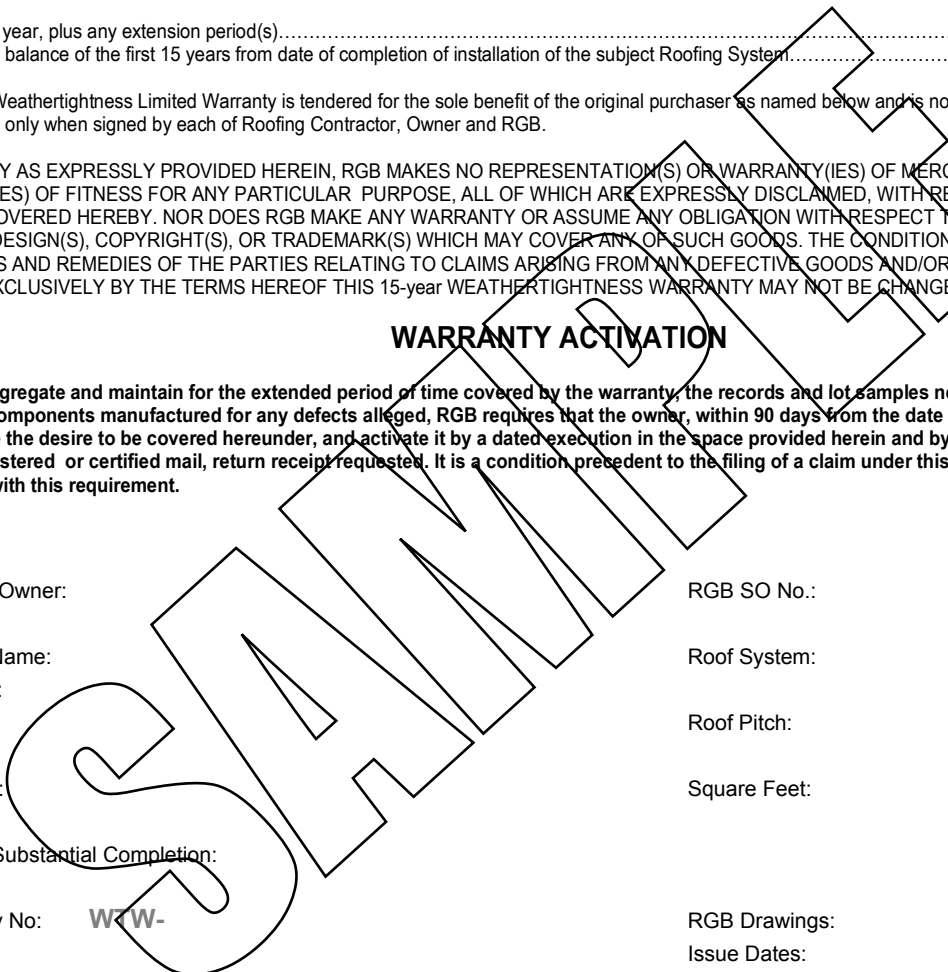 year, plus any extension period(s)……………………………………………………………………………………………………………………
balance of the first 15 years from date of completion of installation of the subject Roofing System……………………
Weathertightness Limited Warranty is tendered for the sole benefit of the original purchaser as named below and is no
only when signed by each of Roofing Contractor, Owner and RGB.
Y AS EXPRESSLY PROVIDED HEREIN, RGB MAKES NO REPRESENTATION(S) OR WARRANTY(IES) OF MERC
ES) OF FITNESS FOR ANY PARTICULAR PURPOSE, ALL OF WHICH ARE EXPRESSLY DISCLAIMED, WITH RE
OVERED HEREBY. NOR DOES RGB MAKE ANY WARRANTY OR ASSUME ANY OBLIGATION WITH RESPECT T
DESIGN(S), COPYRIGHT(S), OR TRADEMARK(S) WHICH MAY COVER ANY OF SUCH GOODS. THE CONDITION
S AND REMEDIES OF THE PARTIES RELATING TO CLAIMS ARISING FROM ANY DEFECTIVE GOODS AND/OR
XCLUSIVELY BY THE TERMS HEREOF THIS 15-year WEATHERTIGHTNESS WARRANTY MAY NOT BE CHANGE
WARRANTY ACTIVATION
gregate and maintain for the extended period of time covered by the warranty, the records and lot samples ne
omponents manufactured for any defects alleged, RGB requires that the owner, within 90 days from the date
the desire to be covered hereunder, and activate it by a dated execution in the space provided herein and by
stered or certified mail, return receipt requested. It is a condition precedent to the filing of a claim under this
with this requirement.
Owner: RGB SO No.:
Name: Roof System:
:
Roof Pitch:
: Square Feet:
Substantial Completion:
y No: WTW- RGB Drawings:
Issue Dates:
SAMPLE